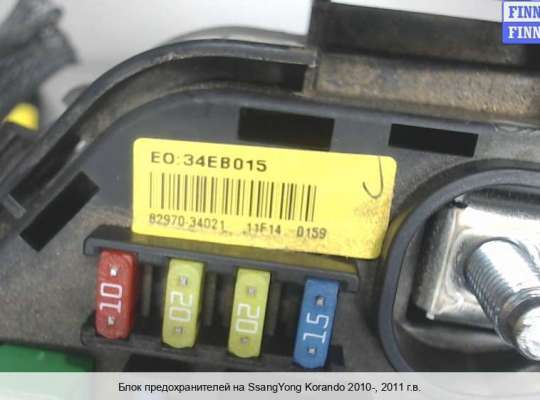 FINN
FINN
EO:34EB015
82970-34021 11F14 0159
10
20
20
15
Блок предохранителей на SsangYong Korando 2010-, 2011 г.в.